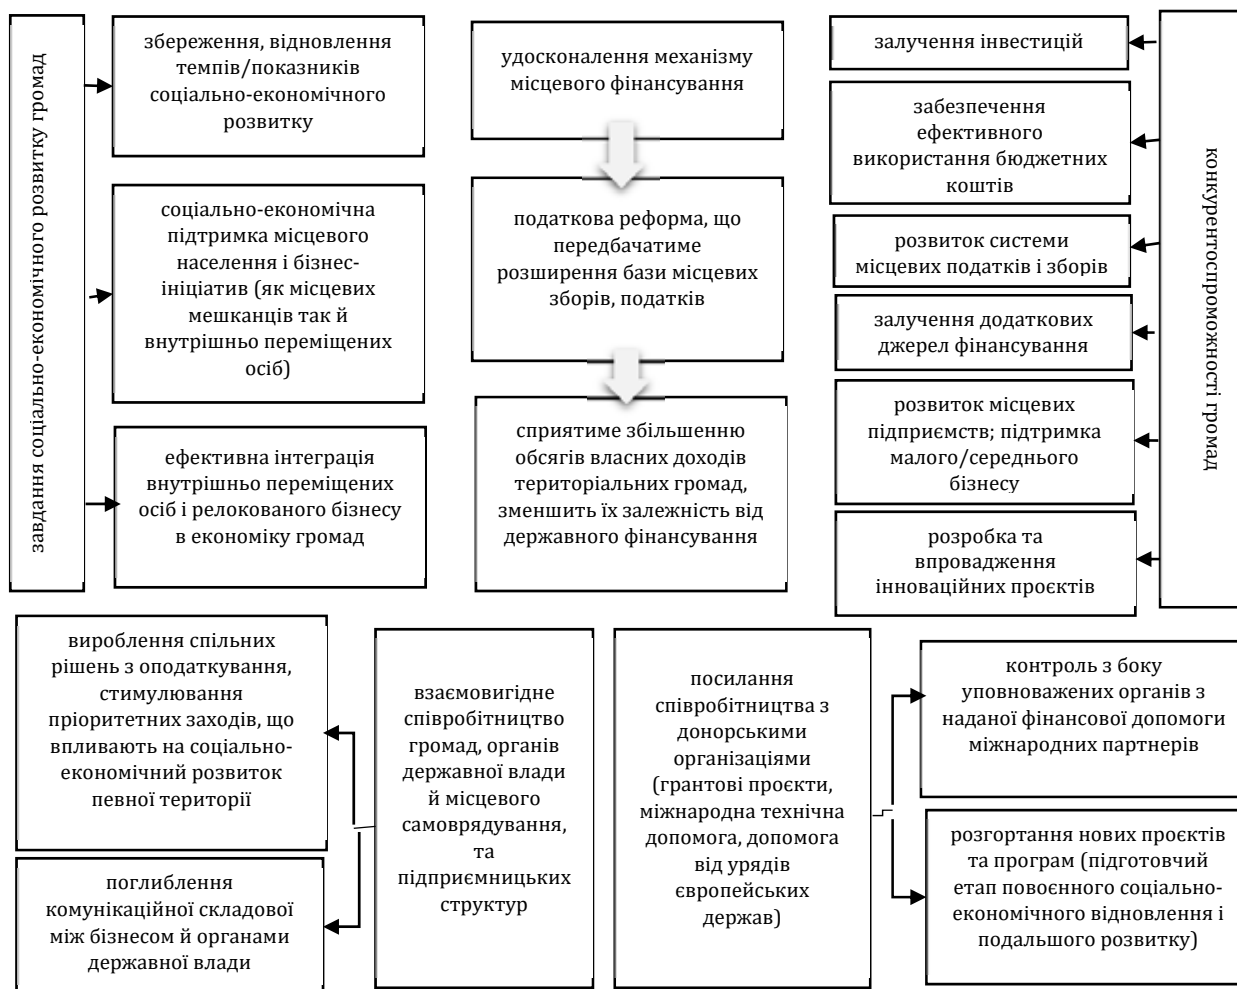 завдання соціально-економічного розвитку громад
збереження, відновлення
темпів/показників
соціально-економічного
розвитку
соціально-економічна
підтримка місцевого
населення і бізнес-
ініціатив (як місцевих
мешканців так й
внутрішньо переміщених
осіб)
ефективна інтеграція
внутрішньо переміщених
осіб і релокованого бізнесу
в економіку громад
удосконалення механізму
місцевого фінансування
податкова реформа, що
передбачатиме
розширення бази місцевих
зборів, податків
сприятиме збільшенню
обсягів власних доходів
територіальних громад,
зменшить їх залежність від
державного фінансування
залучення інвестицій
забезпечення
ефективного
використання бюджетних
коштів
розвиток системи
місцевих податків і зборів
залучення додаткових
джерел фінансування
розвиток місцевих
підприємств; підтримка
малого/середнього
бізнесу
розробка та
впровадження
інноваційних проєктів
конкурентоспроможності громад
вироблення спільних
рішень з оподаткування,
стимулювання
пріоритетних заходів, що
впливають на соціально-
економічний розвиток
певної території
поглиблення
комунікаційної складової
між бізнесом й органами
державної влади
взаємовигідне
співробітництво
громад, органів
державної влади
й місцевого
самоврядування,
та
підприємницьких
структур
посилання
співробітництва з
донорськими
організаціями
(грантові проєкти,
міжнародна технічна
допомога, допомога
від урядів
європейських
держав)
контроль з боку
уповноважених органів з
наданої фінансової допомоги
міжнародних партнерів
розгортання нових проєктів
та програм (підготовчий
етап повоєнного соціально-
економічного відновлення і
подальшого розвитку)